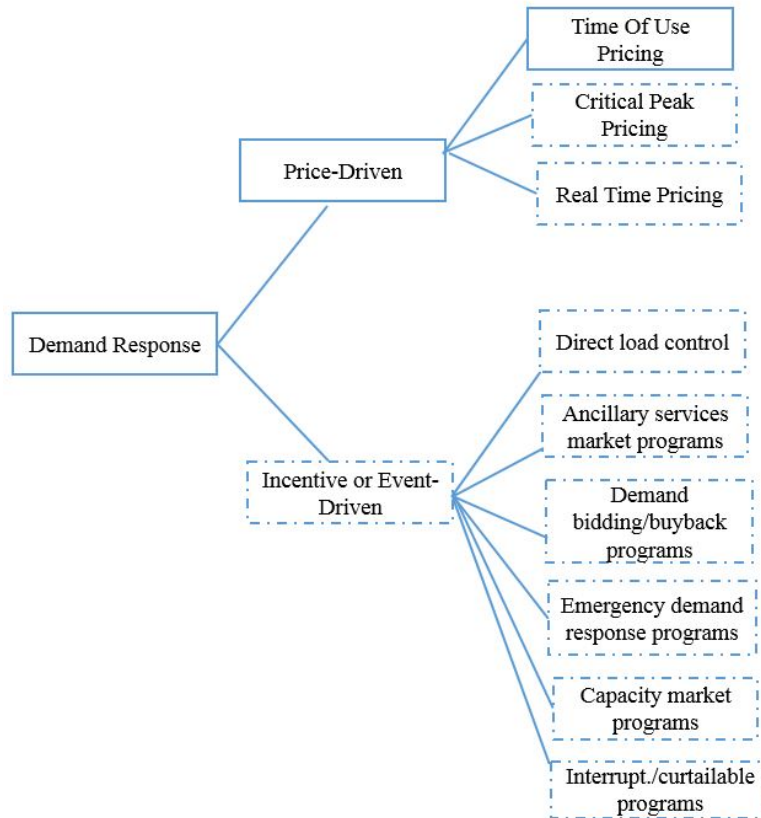 Time Of Use
Pricing
Critical Peak
Pricing
Real Time Pricing
Price-Driven
Demand Response
Incentive or Event-
Driven
Direct load control
Ancillary services
market programs
Demand
bidding/buyback
programs
Emergency demand
response programs
Capacity market
programs
Interrupt./curtailable
programs